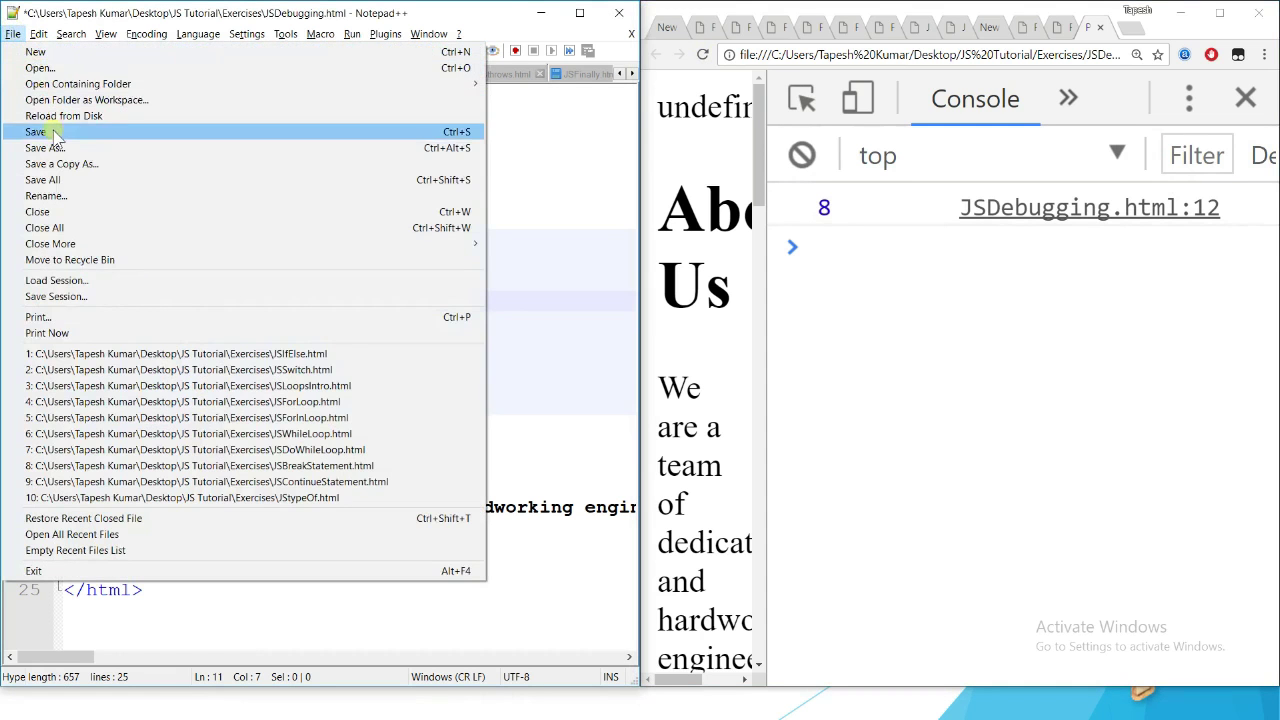 *C:\Users\Tapesh Kumar\Desktop\JS Tutorial\Exercises\JSDebugging.html - Notepad++
File Edit Search View Encoding Language Settings Tools Macro Run Plugins Window ? X
New Ctrl+N
Open... Ctrl+O
Open Containing Folder
Open Folder as Workspace...
Reload from Disk
Save Ctrl+S
Save As... Ctrl+Alt+S
Save a Copy As...
Save All Ctrl+Shift+S
Rename...
Close Ctrl+W
Close All Ctrl+Shift+W
Close More
Move to Recycle Bin
Load Session...
Save Session...
Print... Ctrl+P
Print Now
1: C:\Users\Tapesh Kumar\Desktop\JS Tutorial\Exercises\JSIfElse.html
2: C:\Users\Tapesh Kumar\Desktop\JS Tutorial\Exercises\JSSwitch.html
3: C:\Users\Tapesh Kumar\Desktop\JS Tutorial\Exercises\JSLoopsIntro.html
4: C:\Users\Tapesh Kumar\Desktop\JS Tutorial\Exercises\JSForLoop.html
5: C:\Users\Tapesh Kumar\Desktop\JS Tutorial\Exercises\JSForInLoop.html
6: C:\Users\Tapesh Kumar\Desktop\JS Tutorial\Exercises\JSWhileLoop.html
7: C:\Users\Tapesh Kumar\Desktop\JS Tutorial\Exercises\JSDoWhileLoop.html
8: C:\Users\Tapesh Kumar\Desktop\JS Tutorial\Exercises\JSBreakStatement.html
9: C:\Users\Tapesh Kumar\Desktop\JS Tutorial\Exercises\JSContinueStatement.html
10: C:\Users\Tapesh Kumar\Desktop\JS Tutorial\Exercises\JStypeOf.html
Restore Recent Closed File Ctrl+Shift+T
Open All Recent Files
Empty Recent Files List
Exit Alt+F4
throws.html JSFinally.htm
dworking engin
25 </html>
Hype length: 657 lines: 25 Ln: 11 Col: 7 Sel: 0 | 0 Windows (CR LF) UTF-8 INS
Tapesh
New F F F F F J J New F F P
file:///C:/Users/Tapesh%20Kumar/Desktop/JS%20Tutorial/Exercises/JSDe...
undefin
Abo
Us
We
are a
team
of
dedicat
and
hardwo
enginee
Console
top Filter De
8 JSDebugging.html:12
Activate Windows
Go to Settings to activate Windows.